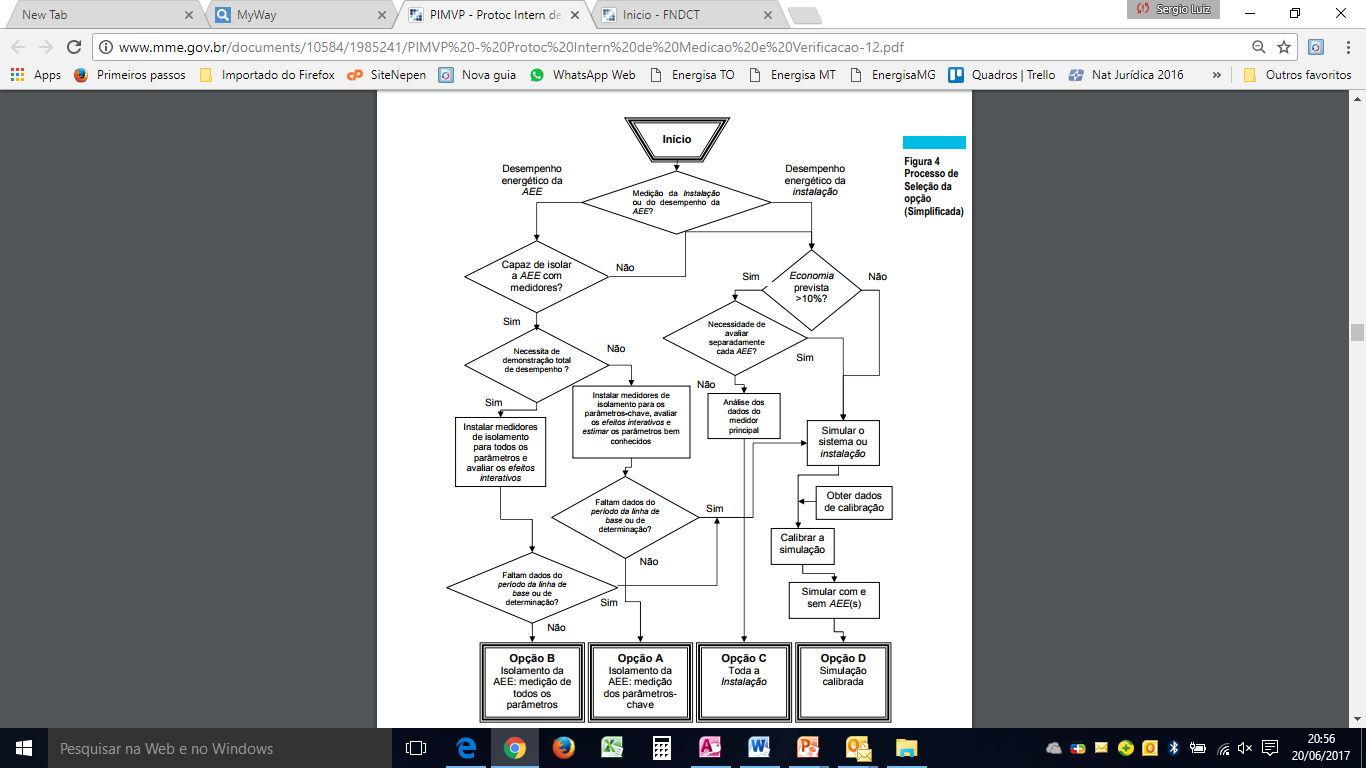 New Tab
MyWay
PIMVP - Protoc Intern de
Inicio - FNDCT
Sergio Luiz
www.mme.gov.br/documents/10584/1985241/PIMVP%20-%20Protoc%20Intern%20de%20Medicao%20e%20Verificacao-12.pdf
Apps
Primeiros passos
Importado do Firefox
SiteNepen
Nova guia
WhatsApp Web
Energisa TO
Energisa MT
EnergisaMG
Quadros | Trello
Nat Jurídica 2016
»
Outros favoritos
Início
Figura 4
Processo de
Seleção da
opção
(Simplificada)
Desempenho
energético da
AEE
Medição da Instalação
ou do desempenho da
AEE?
Desempenho
energético da
instalação
Capaz de isolar
a AEE com
medidores?
Não
Sim
Economia
prevista
>10%?
Não
Sim
Necessidade de
avaliar
separadamente
cada AEE?
Sim
Não
Necessita de
demonstração total
de desempenho ?
Não
Sim
Instalar medidores de
isolamento para os
parâmetros-chave, avaliar
os efeitos interativos e
estimar os parâmetros bem
conhecidos
Análise dos
dados do
medidor
principal
Instalar medidores
de isolamento
para todos os
parâmetros e
avaliar os efeitos
interativos
Simular o
sistema ou
instalação
Obter dados
de calibração
Faltam dados do
período da linha de
base ou de
determinação?
Sim
Não
Calibrar a
simulação
Faltam dados do
período da linha de
base ou de
determinação?
Sim
Não
Simular com e
sem AEE(s)
Opção B
Isolamento da
AEE: medição de
todos os
parâmetros
Opção A
Isolamento da
AEE: medição
dos parâmetros-
chave
Opção C
Toda a
Instalação
Opção D
Simulação
calibrada
Pesquisar na Web e no Windows
20:56
20/06/2017